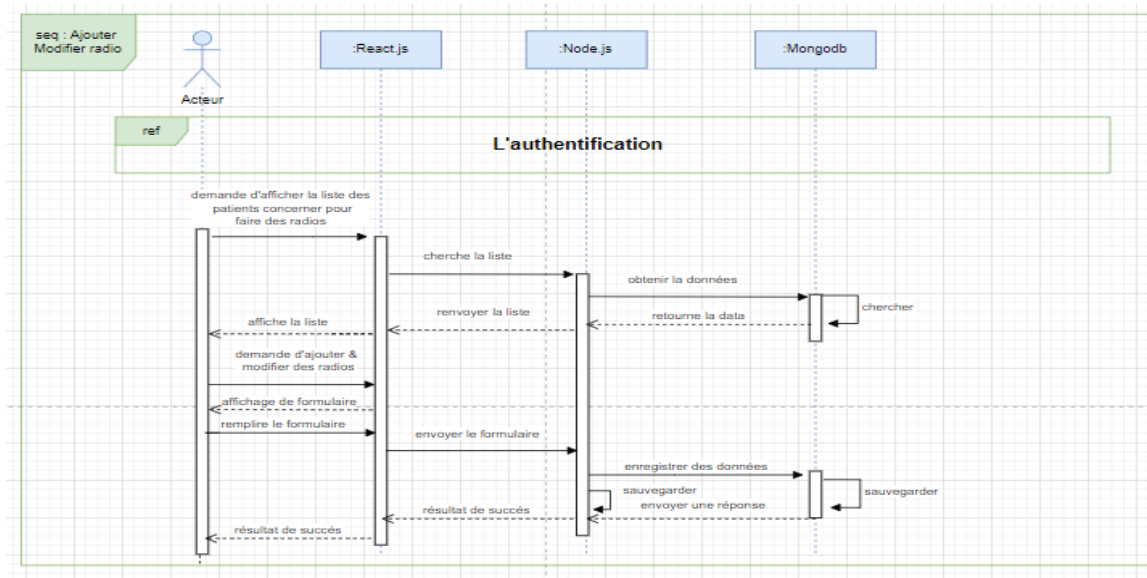 seq : Ajouter
Modifier radio
:React.js
:Node.js
:Mongodb
Acteur
ref
L'authentification
demande d'afficher la liste des
patients concerner pour
faire des radios
cherche la liste
obtenir la données
chercher
renvoyer la liste
retourne la data
affiche la liste
demande d'ajouter &
modifier des radios
affichage de formulaire
remplire le formulaire
envoyer le formulaire
enregistrer des données
sauvegarder
sauvegarder
envoyer une réponse
résultat de succés
résultat de succés